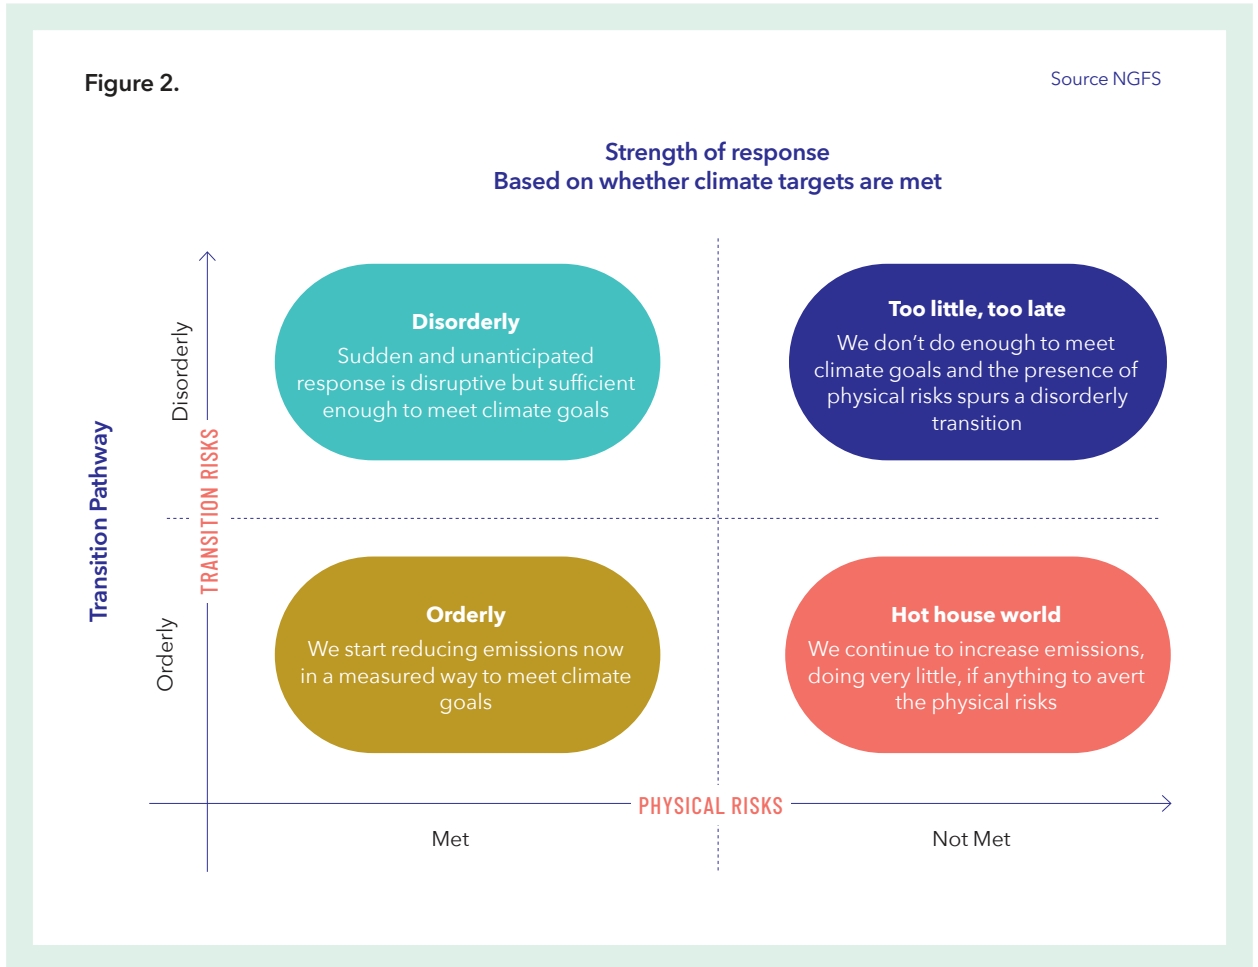 Figure 2.
Source NGFS
Strength of response
Based on whether climate targets are met
Transition Pathway
Disorderly
TRANSITION RISKS
Orderly
Disorderly
Sudden and unanticipated
response is disruptive but sufficient
enough to meet climate goals
Too little, too late
We don’t do enough to meet
climate goals and the presence of
physical risks spurs a disorderly
transition
Orderly
We start reducing emissions now
in a measured way to meet climate
goals
Hot house world
We continue to increase emissions,
doing very little, if anything to avert
the physical risks
PHYSICAL RISKS
Met
Not Met